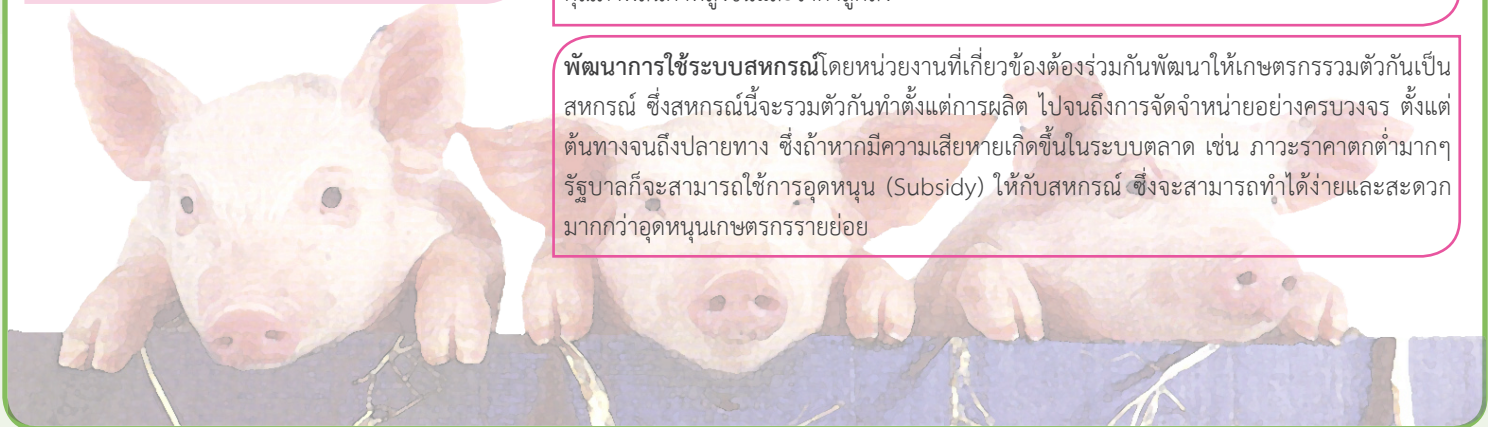 พัฒนาการใช้ระบบสหกรณ์โดยหน่วยงานที่เกี่ยวข้องต้องร่วมกันพัฒนาให้เกษตรกรรวมตัวกันเป็น
สหกรณ์ ซึ่งสหกรณ์นี้จะรวมตัวกันทำตั้งแต่การผลิต ไปจนถึงการจัดจำหน่ายอย่างครบวงจร ตั้งแต่
ต้นทางจนถึงปลายทาง ซึ่งถ้าหากมีความเสียหายเกิดขึ้นในระบบตลาด เช่น ภาวะราคาตกต่ำมากๆ
รัฐบาลก็จะสามารถใช้การอุดหนุน (Subsidy) ให้กับสหกรณ์ ซึ่งจะสามารถทำได้ง่ายและสะดวก
มากกว่าอุดหนุนเกษตรกรรายย่อย